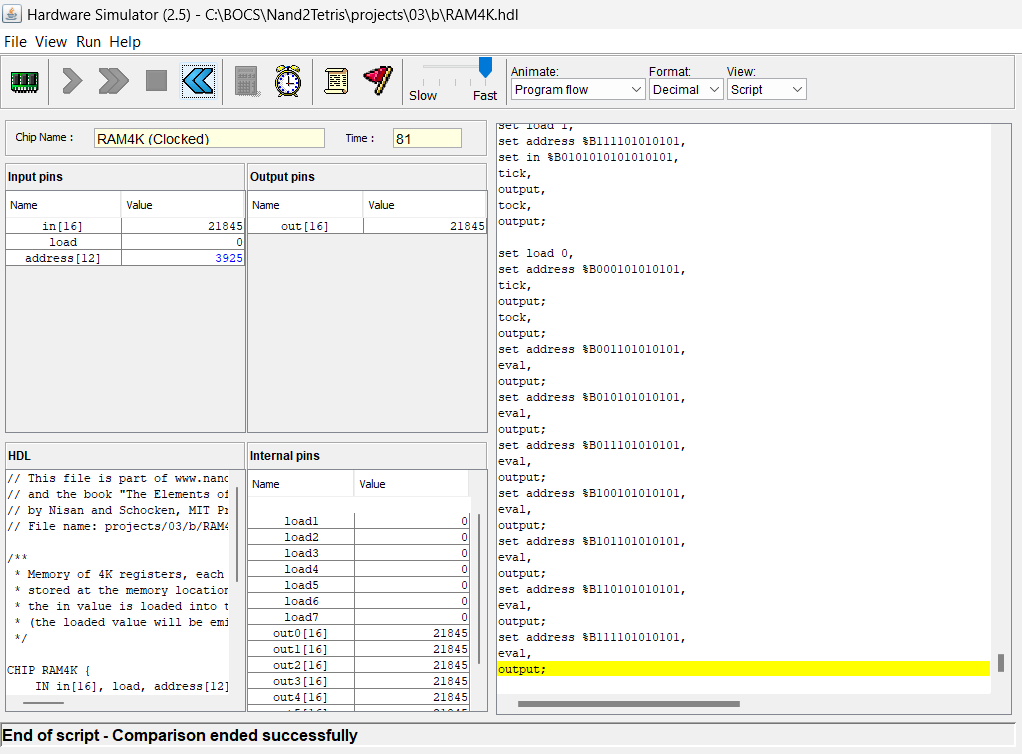 Hardware Simulator (2.5) - C:\BOCS\Nand2Tetris\projects\03\b\RAM4K.hdl
File View Run Help
Slow Fast
Animate: Format: View:
Program flow Decimal Script
Chip Name : RAM4K (Clocked) Time : 81
Input pins
Name Value
in[16] 21845
load 0
address[12] 3925
Output pins
Name Value
out[16] 21845
HDL
// This file is part of www.nand
// and the book "The Elements of
// by Nisan and Schocken, MIT Pr
// File name: projects/03/b/RAM4
/**
* Memory of 4K registers, each
* stored at the memory location
* the in value is loaded into t
* (the loaded value will be emi
*/
CHIP RAM4K {
IN in[16], load, address[12]
Internal pins
Name Value
load1 0
load2 0
load3 0
load4 0
load5 0
load6 0
load7 0
out0[16] 21845
out1[16] 21845
out2[16] 21845
out3[16] 21845
out4[16] 21845
set load 1,
set address %B111101010101,
set in %B0101010101010101,
tick,
output,
tock,
output;
set load 0,
set address %B000101010101,
tick,
output;
tock,
output;
set address %B001101010101,
eval,
output;
set address %B010101010101,
eval,
output;
set address %B011101010101,
eval,
output;
set address %B100101010101,
eval,
output;
set address %B101101010101,
eval,
output;
set address %B110101010101,
eval,
output;
set address %B111101010101,
eval,
output;
End of script - Comparison ended successfully